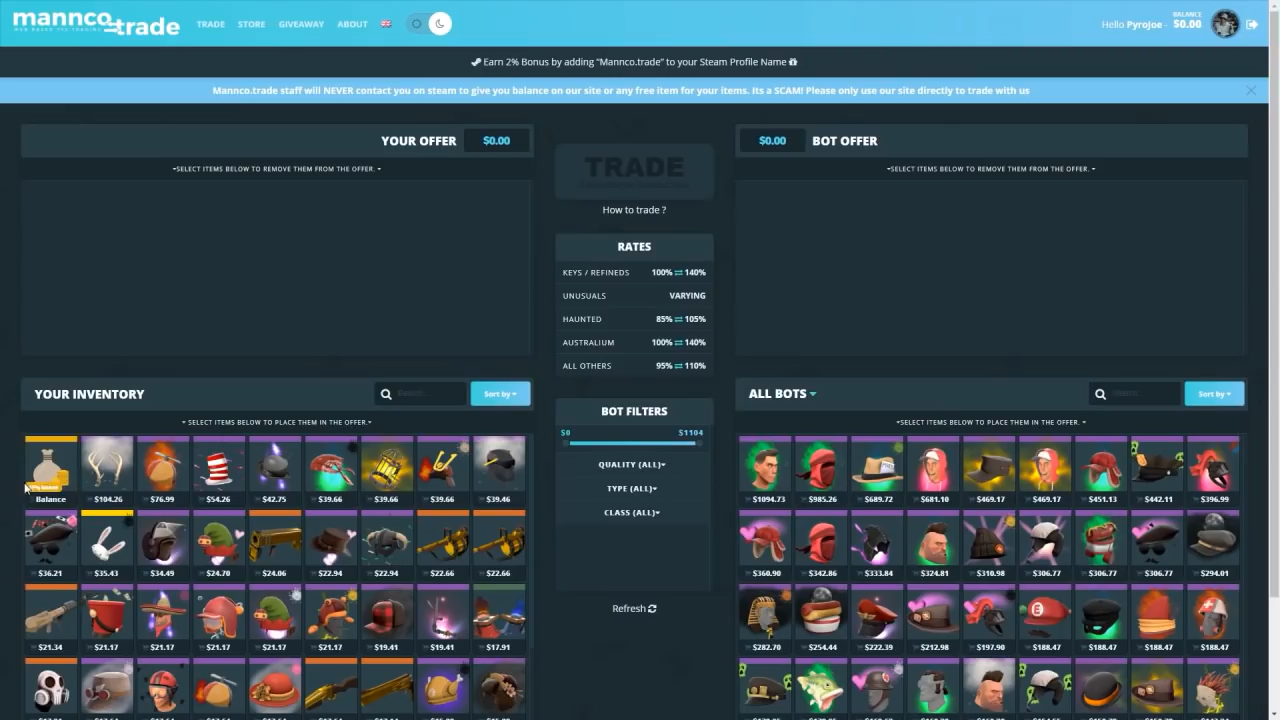 mannco.trade
TRADE
STORE
GIVEAWAY
ABOUT
Hello PyroJoe -
BALANCE
$0.00
Earn 2% Bonus by adding "Mannco.trade" to your Steam Profile Name
Mannco.trade staff will NEVER contact you on steam to give you balance on our site or any free item for your items. Its a SCAM! Please only use our site directly to trade with us
YOUR OFFER
$0.00
-SELECT ITEMS BELOW TO REMOVE THEM FROM THE OFFER. -
TRADE
How to trade ?
$0.00
BOT OFFER
-SELECT ITEMS BELOW TO REMOVE THEM FROM THE OFFER. -
RATES
KEYS / REFINEDS 100% ⇄ 140%
UNUSUALS VARYING
HAUNTED 85% ⇄ 105%
AUSTRALIUM 100% ⇄ 140%
ALL OTHERS 95% ⇄ 110%
YOUR INVENTORY
Sort by
- SELECT ITEMS BELOW TO PLACE THEM IN THE OFFER.-
Balance $104.26 $76.99 $54.26 $42.75 $39.66 $39.66 $39.66 $39.46
$36.21 $35.43 $34.49 $24.70 $24.06 $22.94 $22.94 $22.66 $22.66
$21.34 $21.17 $21.17 $21.17 $21.17 $21.17 $19.41 $19.41 $17.91
BOT FILTERS
$0 $1104
QUALITY (ALL)
TYPE (ALL)
CLASS (ALL)
Refresh
ALL BOTS
Sort by
-SELECT ITEMS BELOW TO PLACE THEM IN THE OFFER. -
$1094.73 $985.26 $689.72 $681.10 $469.17 $469.17 $451.13 $442.11 $396.99
$360.90 $342.86 $333.84 $324.81 $310.98 $306.77 $306.77 $306.77 $294.01
$282.70 $254.44 $222.39 $212.98 $197.90 $188.47 $188.47 $188.47 $188.47